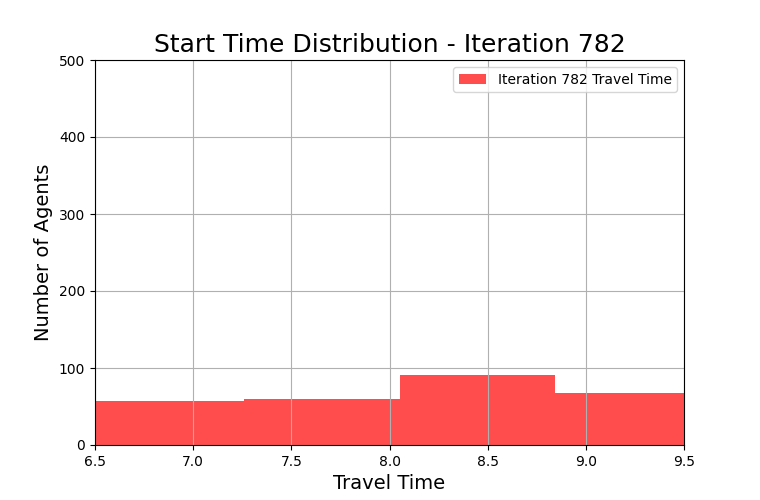 Start Time Distribution - Iteration 782
Iteration 782 Travel Time
Number of Agents
500
400
300
200
100
0
6.5 7.0 7.5 8.0 8.5 9.0 9.5
Travel Time